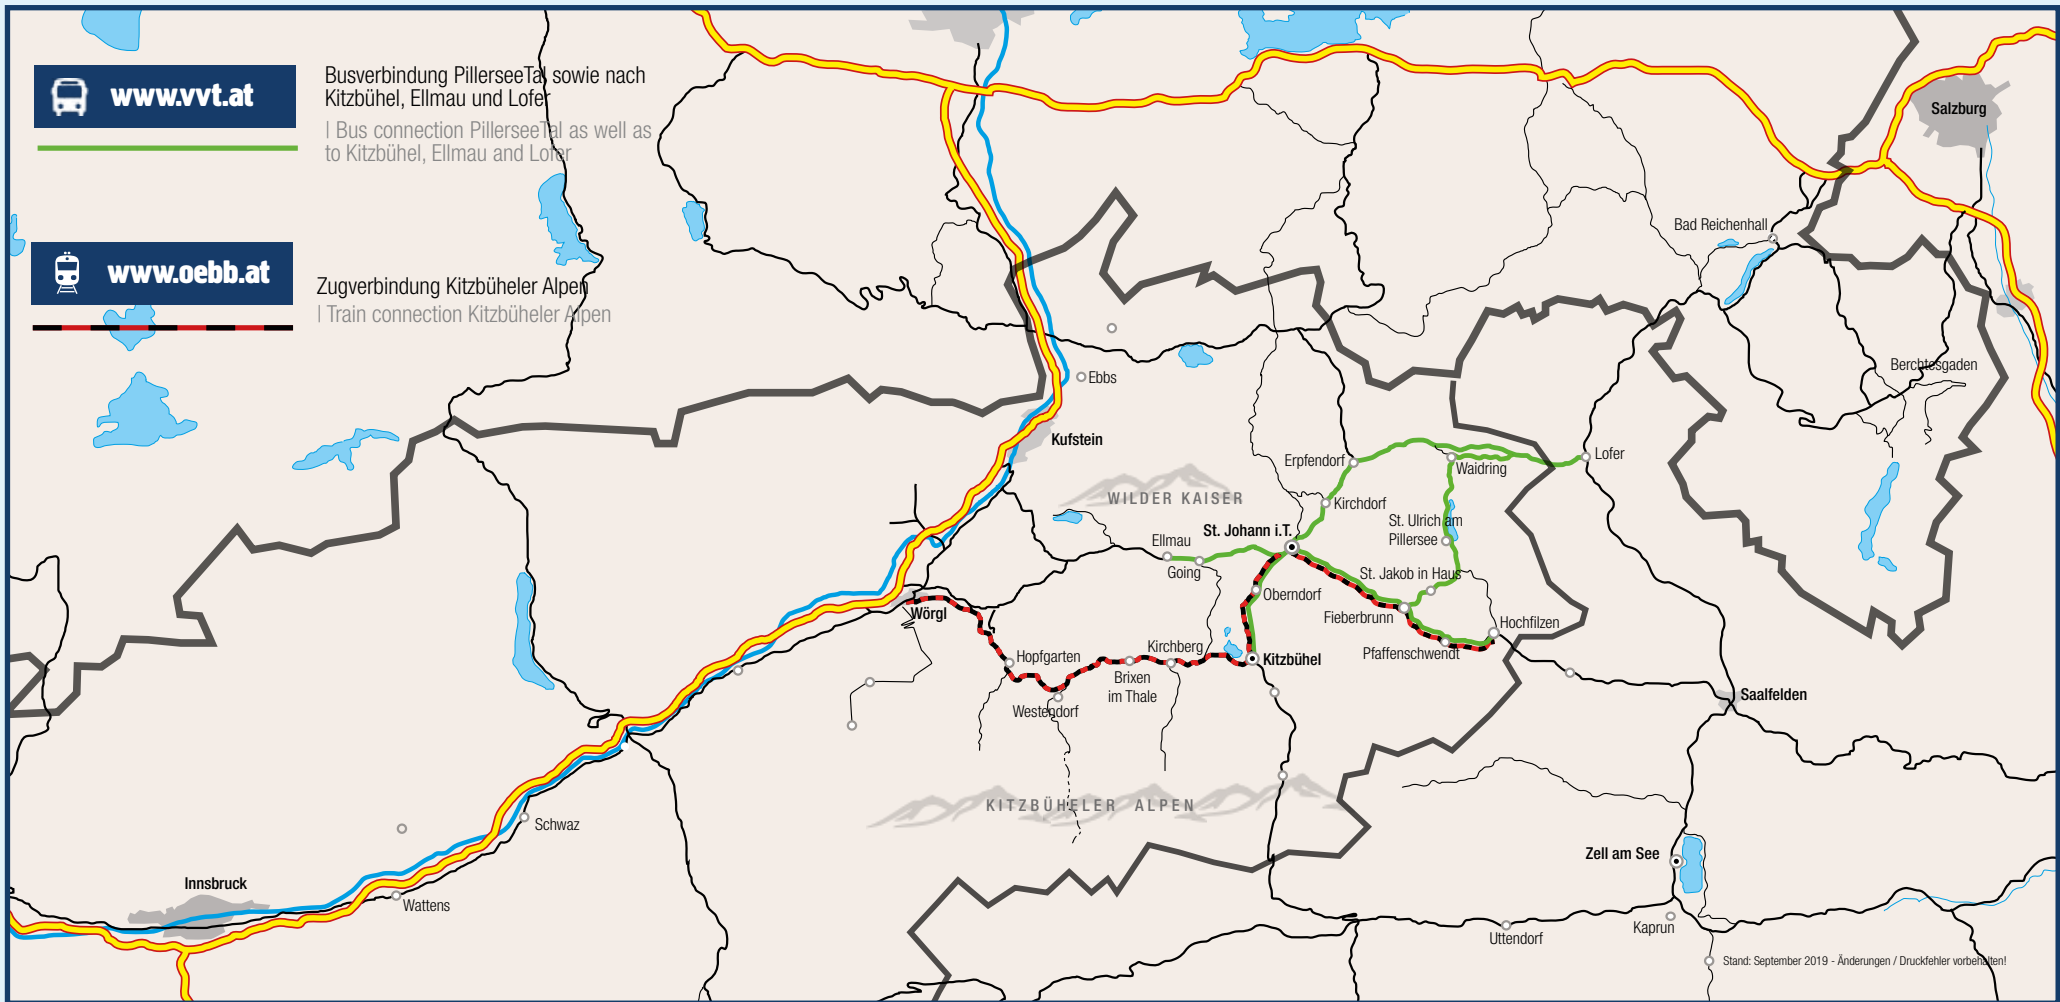 www.vvt.at
Busverbindung PillerseeTal sowie nach
Kitzbühel, Ellmau und Lofer
| Bus connection PillerseeTal as well as
to Kitzbühel, Ellmau and Lofer
www.oebb.at
Zugverbindung Kitzbüheler Alpen
| Train connection Kitzbüheler Alpen
Salzburg
Bad Reichenhall
Berchtesgaden
Ebbs
Kufstein
Erpfendorf
Waidring
Lofer
WILDER KAISER
Kirchdorf
St. Johann i.T.
St. Ulrich am
Pillersee
Ellmau
Going
St. Jakob in Haus
Oberndorf
Fieberbrunn
Wörgl
Hochfilzen
Pfaffenschwendt
Hopfgarten
Kirchberg
Kitzbühel
Brixen
im Thale
Westendorf
Saalfelden
KITZBÜHELER ALPEN
Schwaz
Zell am See
Innsbruck
Wattens
Kaprun
Uttendorf
Stand: September 2019 - Änderungen / Druckfehler vorbehalten!